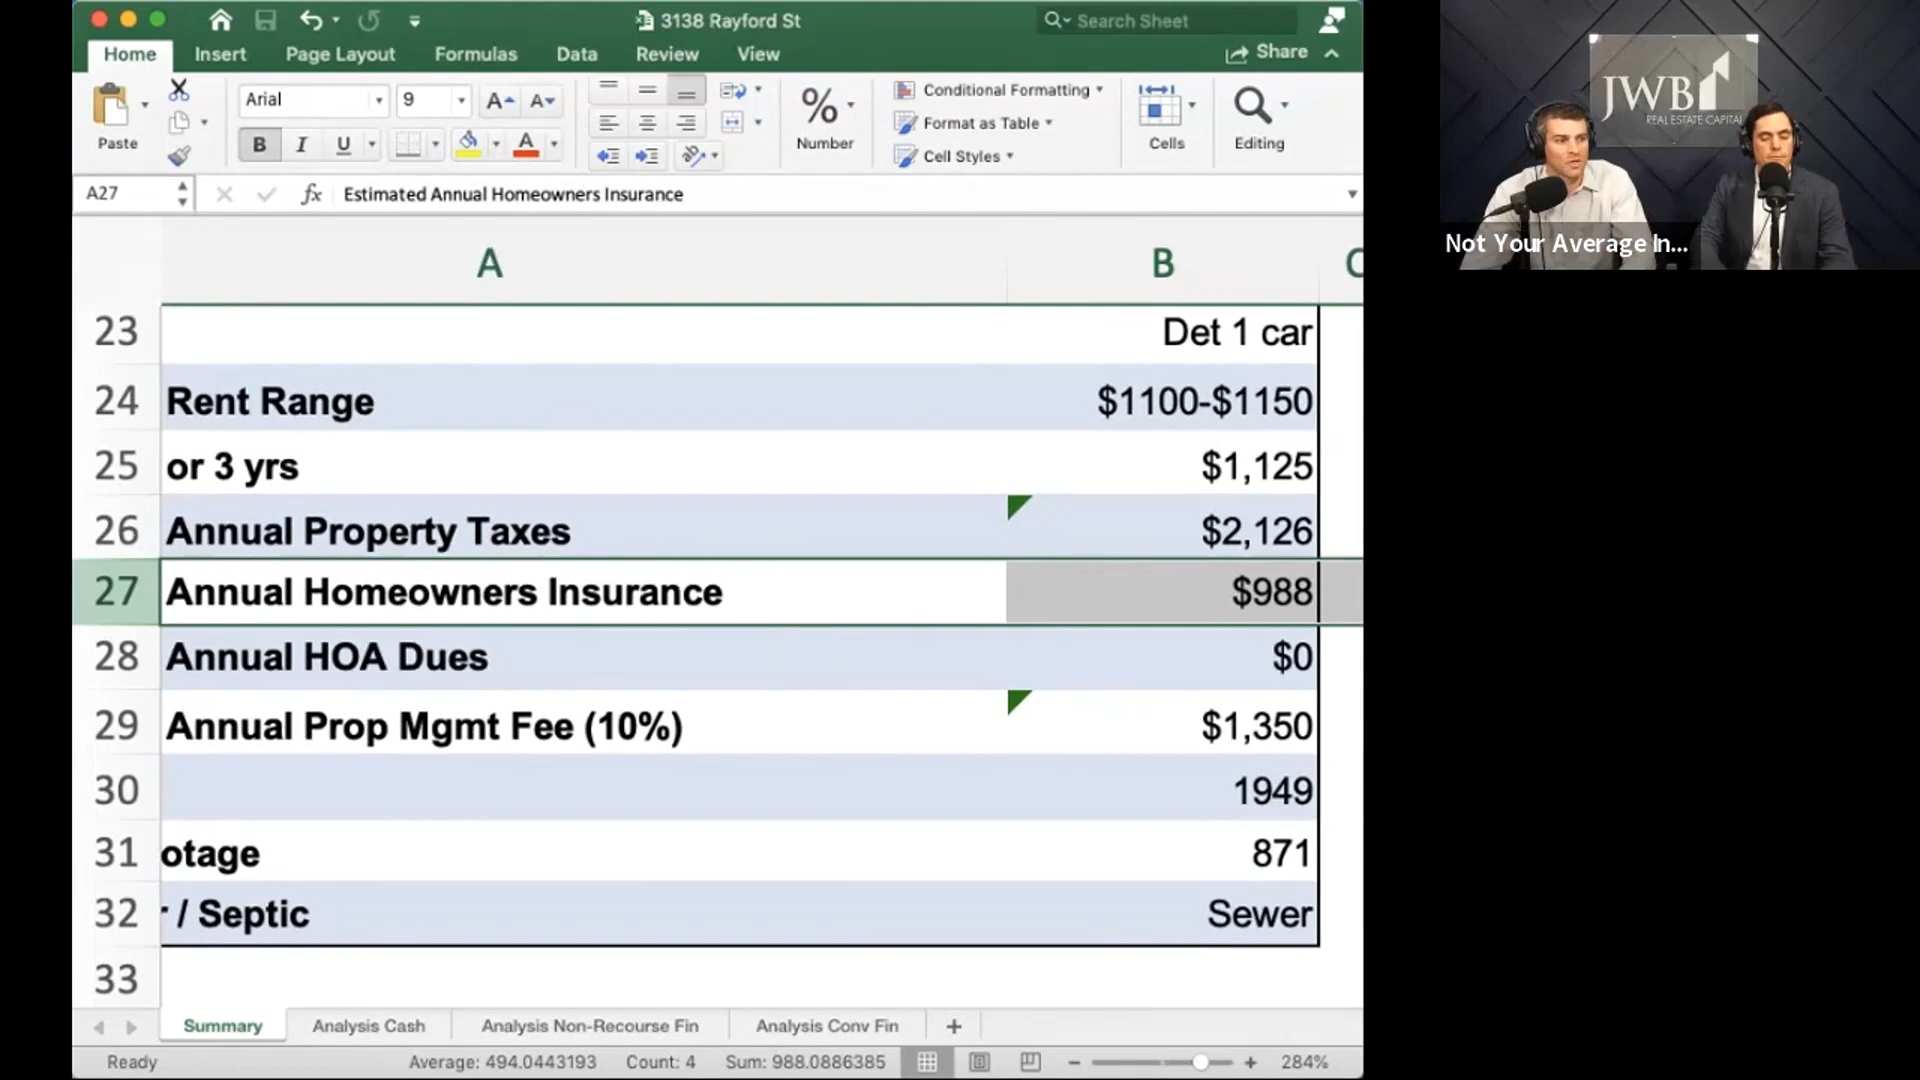 3138 Rayford St
Search Sheet
Home Insert Page Layout Formulas Data Review View
Share
Paste
Arial
9
B I U
A A A
%
Number
Conditional Formatting
Format as Table
Cell Styles
Cells
Editing
A27
fx Estimated Annual Homeowners Insurance
A B C
23 Det 1 car
24 Rent Range $1100-$1150
25 or 3 yrs $1,125
26 Annual Property Taxes $2,126
27 Annual Homeowners Insurance $988
28 Annual HOA Dues $0
29 Annual Prop Mgmt Fee (10%) $1,350
30 1949
31 otage 871
32 r / Septic Sewer
33
Summary Analysis Cash Analysis Non-Recourse Fin Analysis Conv Fin +
Ready Average: 494.0443193 Count: 4 Sum: 988.0886385 − + 284%
JWB
REAL ESTATE CAPITAL
Not Your Average In...